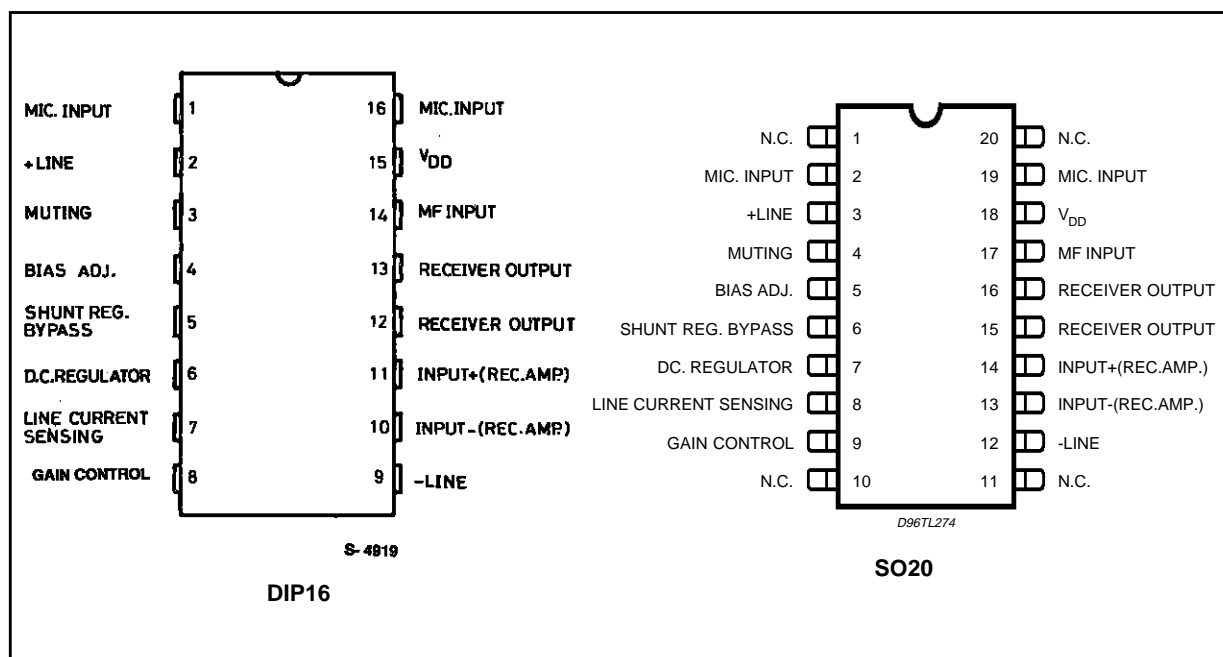 MIC. INPUT 1 16 MIC.INPUT
+LINE 2 15 VDD
MUTING 3 14 MF INPUT
BIAS ADJ. 4 13 RECEIVER OUTPUT
SHUNT REG.
BYPASS 5 12 RECEIVER OUTPUT
D.C.REGULATOR 6 11 INPUT+(REC.AMP.)
LINE CURRENT
SENSING 7 10 INPUT-(REC.AMP.)
GAIN CONTROL 8 9 -LINE
S-4919
DIP16
N.C. 1 20 N.C.
MIC. INPUT 2 19 MIC. INPUT
+LINE 3 18 VDD
MUTING 4 17 MF INPUT
BIAS ADJ. 5 16 RECEIVER OUTPUT
SHUNT REG. BYPASS 6 15 RECEIVER OUTPUT
DC. REGULATOR 7 14 INPUT+(REC.AMP.)
LINE CURRENT SENSING 8 13 INPUT-(REC.AMP.)
GAIN CONTROL 9 12 -LINE
N.C. 10 11 N.C.
D96TL274
SO20